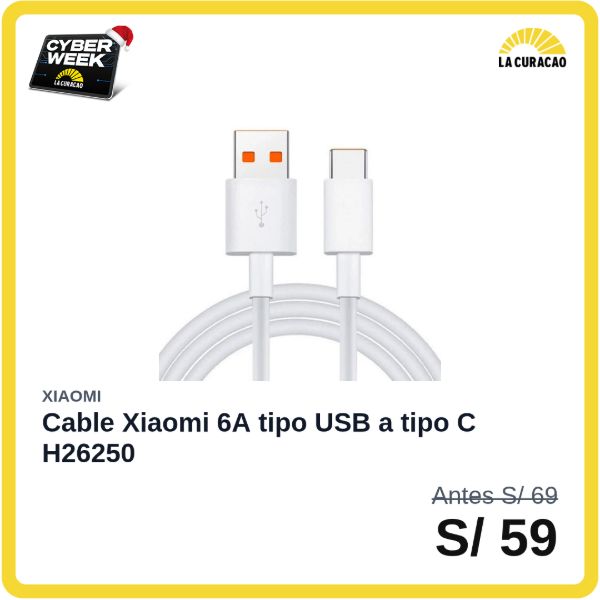 CYBER
WEEK
LA CURACAO
LA CURACAO
XIAOMI
Cable Xiaomi 6A tipo USB a tipo C
H26250
Antes S/ 69
S/ 59